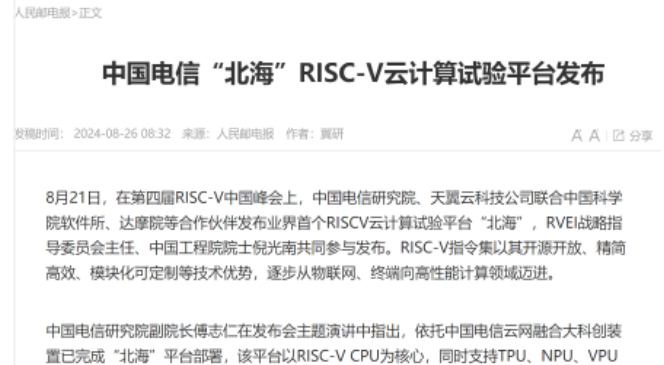 人民邮电报>正文
中国电信“北海”RISC-V云计算试验平台发布
发稿时间： 2024-08-26 08:32 来源：人民邮电报 作者：翼研
A A 分享
8月21日，在第四届RISC-V中国峰会上，中国电信研究院、天翼云科技公司联合中国科学
院软件所、达摩院等合作伙伴发布业界首个RISCV云计算试验平台“北海”，RVEI战略指
导委员会主任、中国工程院院士倪光南共同参与发布。RISC-V指令集以其开源开放、精简
高效、模块化可定制等技术优势，逐步从物联网、终端向高性能计算领域迈进。
中国电信研究院副院长傅志仁在发布会主题演讲中指出，依托中国电信云网融合大科创装
置已完成“北海”平台部署，该平台以RISC-V CPU为核心，同时支持TPU、NPU、VPU